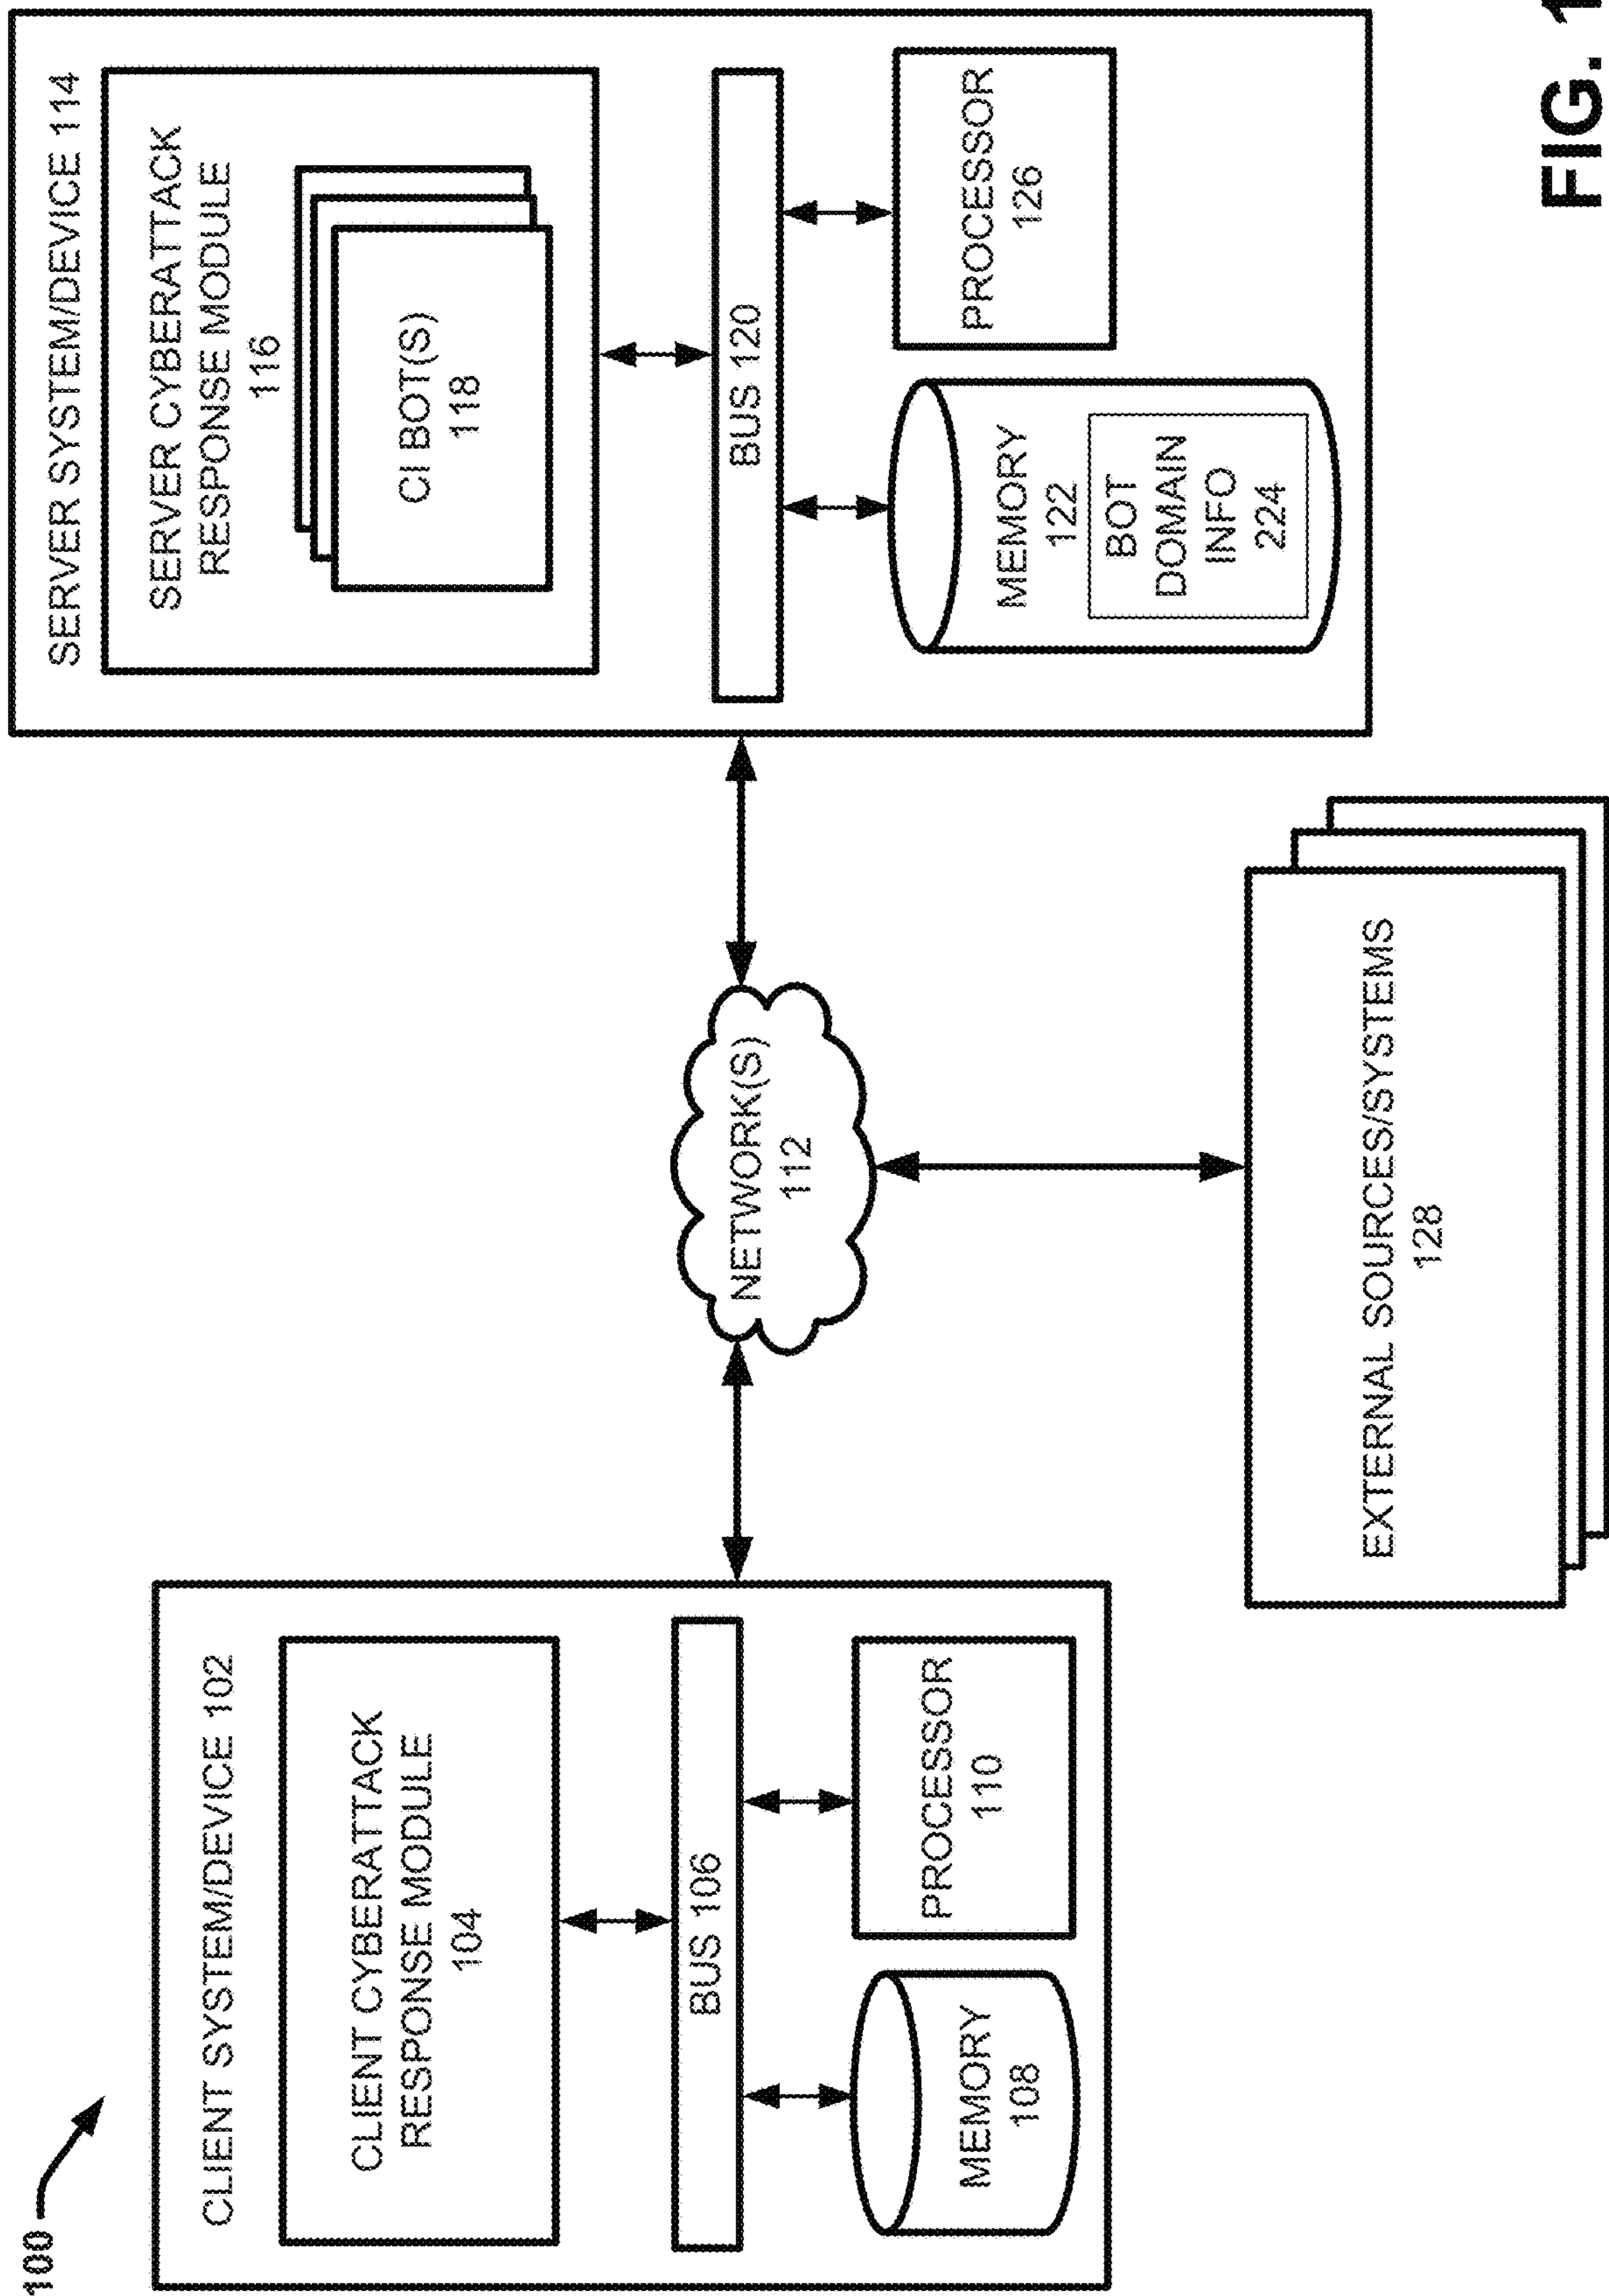 100
CLIENT SYSTEM/DEVICE 102
CLIENT CYBERATTACK
RESPONSE MODULE
104
BUS 106
MEMORY
108
PROCESSOR
110
NETWORK(S)
112
SERVER SYSTEM/DEVICE 114
SERVER CYBERATTACK
RESPONSE MODULE
116
CI BOT(S)
118
BUS 120
MEMORY
122
BOT
DOMAIN
INFO
224
PROCESSOR
126
EXTERNAL SOURCES/SYSTEMS
128
FIG. 1